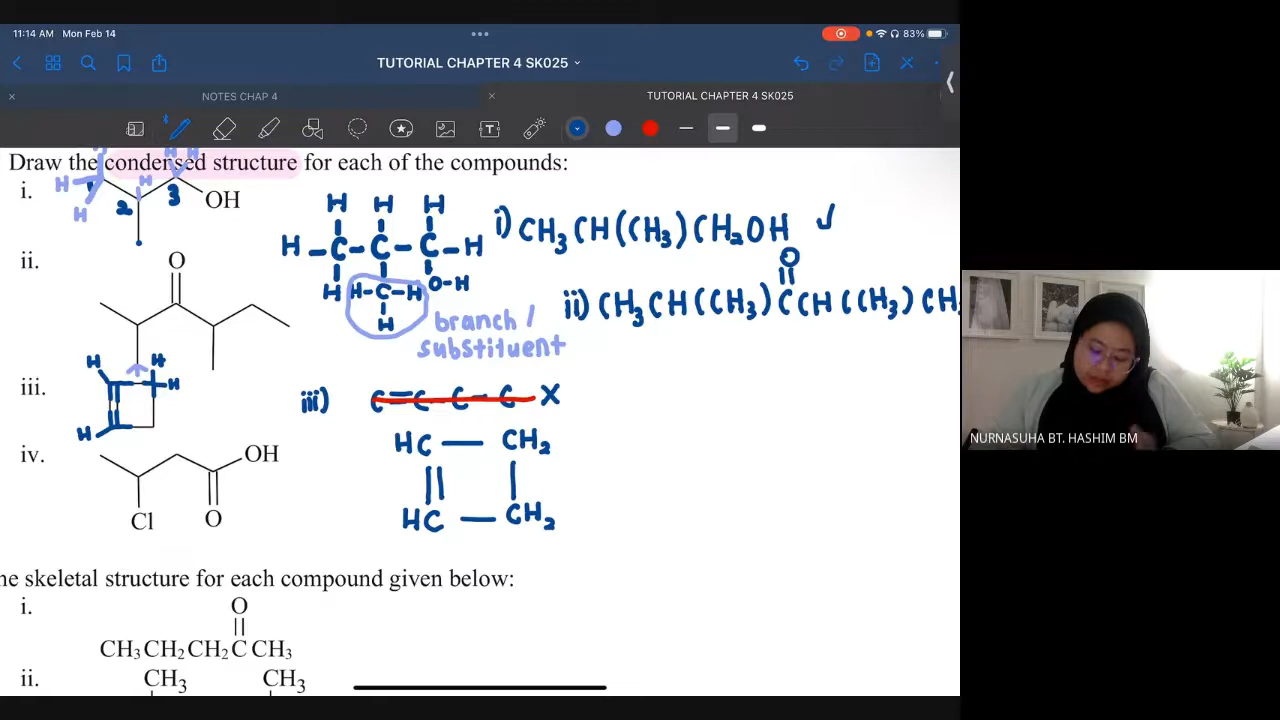 11:14 AM Mon Feb 14
83%
TUTORIAL CHAPTER 4 SK025
NOTES CHAP 4
TUTORIAL CHAPTER 4 SK025
Draw the condensed structure for each of the compounds:
i.
H
H H
H
H
2
3
OH
H H H
H-C-C-C-H
H H-C-H O-H
H
branch /
substituent
i) CH3CH(CH3)CH2OH ✓
ii.
O
O
ii) CH3CH(CH3)CCH(CH3)CH
iii.
H
H
H
H
iii) C=C-C-C X
HC — CH2
HC — CH2
iv.
OH
Cl
O
he skeletal structure for each compound given below:
i.
O
CH3CH2CH2CCH3
ii.
CH3 CH3
NURNASUHA BT. HASHIM BM